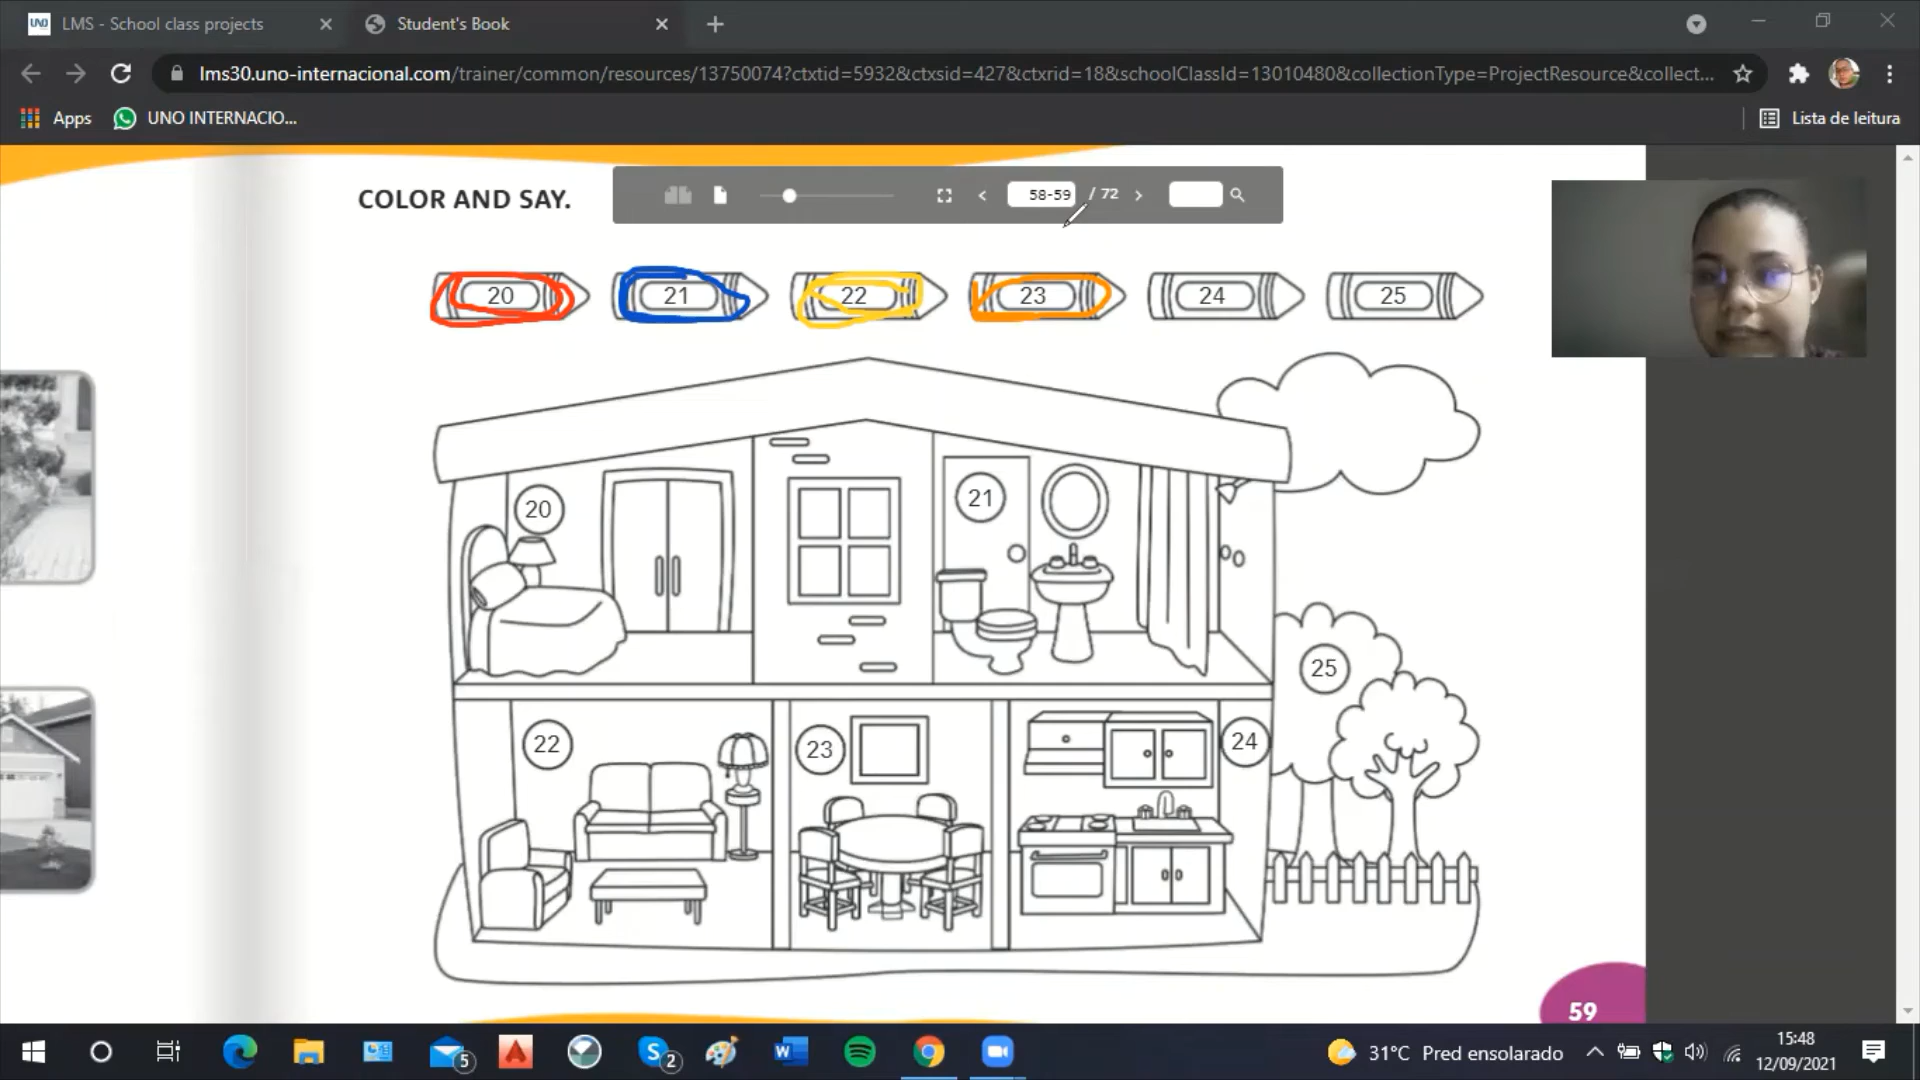 LMS - School class projects
Student's Book
lms30.uno-internacional.com/trainer/common/resources/13750074?ctxtid=5932&ctxsid=427&ctxrid=18&schoolClassId=13010480&collectionType=ProjectResource&collect...
Apps
UNO INTERNACIO...
Lista de leitura
COLOR AND SAY.
58-59 / 72
20 21 22 23 24 25
20
21
25
22
23
24
59
5
2
31°C Pred ensolarado
15:48
12/09/2021